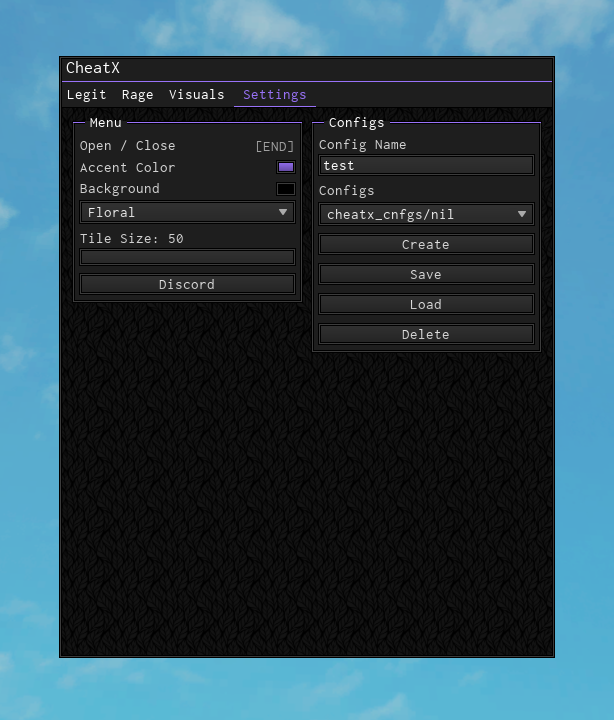 CheatX
Legit Rage Visuals Settings
Menu
Open / Close [END]
Accent Color
Background
Floral
Tile Size: 50
Discord
Configs
Config Name
test
Configs
cheatx_cnfgs/nil
Create
Save
Load
Delete